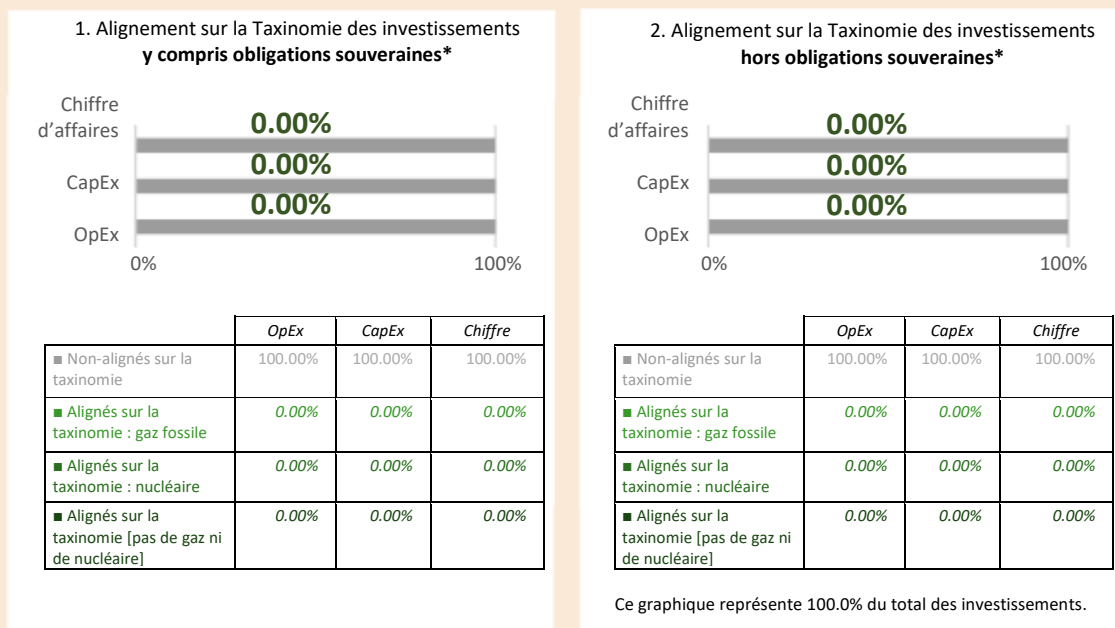 1. Alignement sur la Taxinomie des investissements
y compris obligations souveraines*
Chiffre
d'affaires
0.00%
CapEx
0.00%
OpEx
0.00%
0%
100%
OpEx CapEx Chiffre
■ Non-alignés sur la
taxinomie
100.00% 100.00% 100.00%
■ Alignés sur la
taxinomie : gaz fossile
0.00% 0.00% 0.00%
■ Alignés sur la
taxinomie : nucléaire
0.00% 0.00% 0.00%
■ Alignés sur la
taxinomie [pas de gaz ni
de nucléaire]
0.00% 0.00% 0.00%
2. Alignement sur la Taxinomie des investissements
hors obligations souveraines*
Chiffre
d'affaires
0.00%
CapEx
0.00%
OpEx
0.00%
0%
100%
OpEx CapEx Chiffre
■ Non-alignés sur la
taxinomie
100.00% 100.00% 100.00%
■ Alignés sur la
taxinomie : gaz fossile
0.00% 0.00% 0.00%
■ Alignés sur la
taxinomie : nucléaire
0.00% 0.00% 0.00%
■ Alignés sur la
taxinomie [pas de gaz ni
de nucléaire]
0.00% 0.00% 0.00%
Ce graphique représente 100.0% du total des investissements.